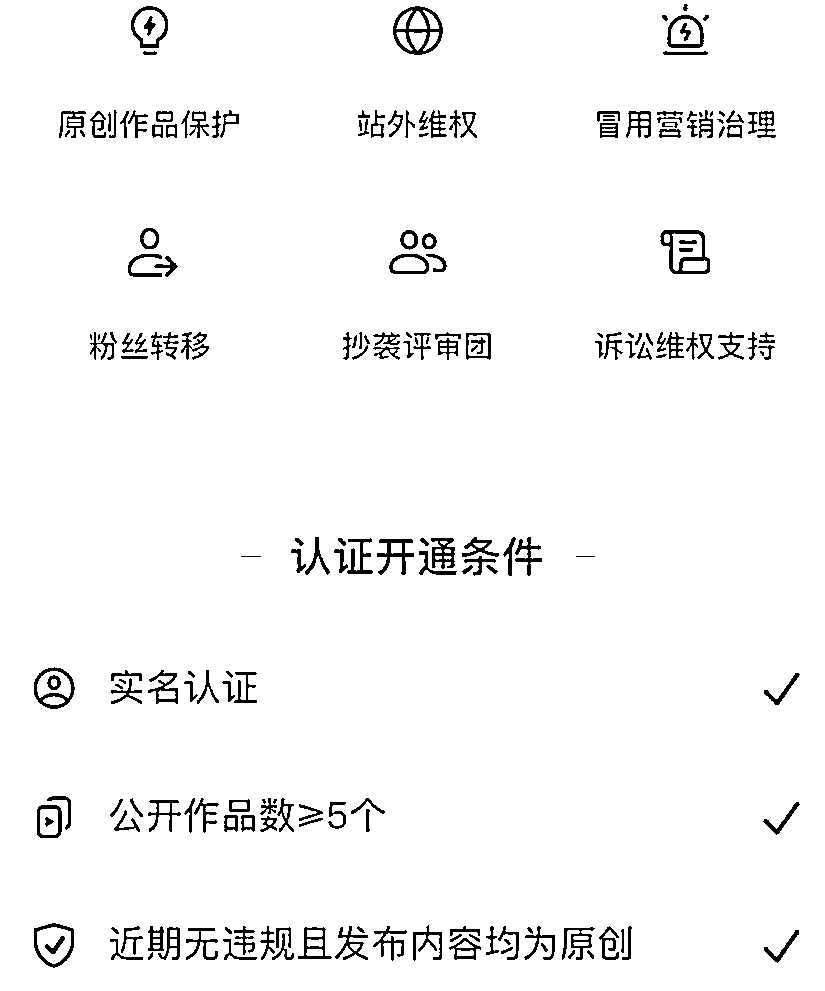 原创作品保护 站外维权 冒用营销治理
粉丝转移 抄袭评审团 诉讼维权支持
认证开通条件
实名认证
公开作品数≥5个
近期无违规且发布内容均为原创